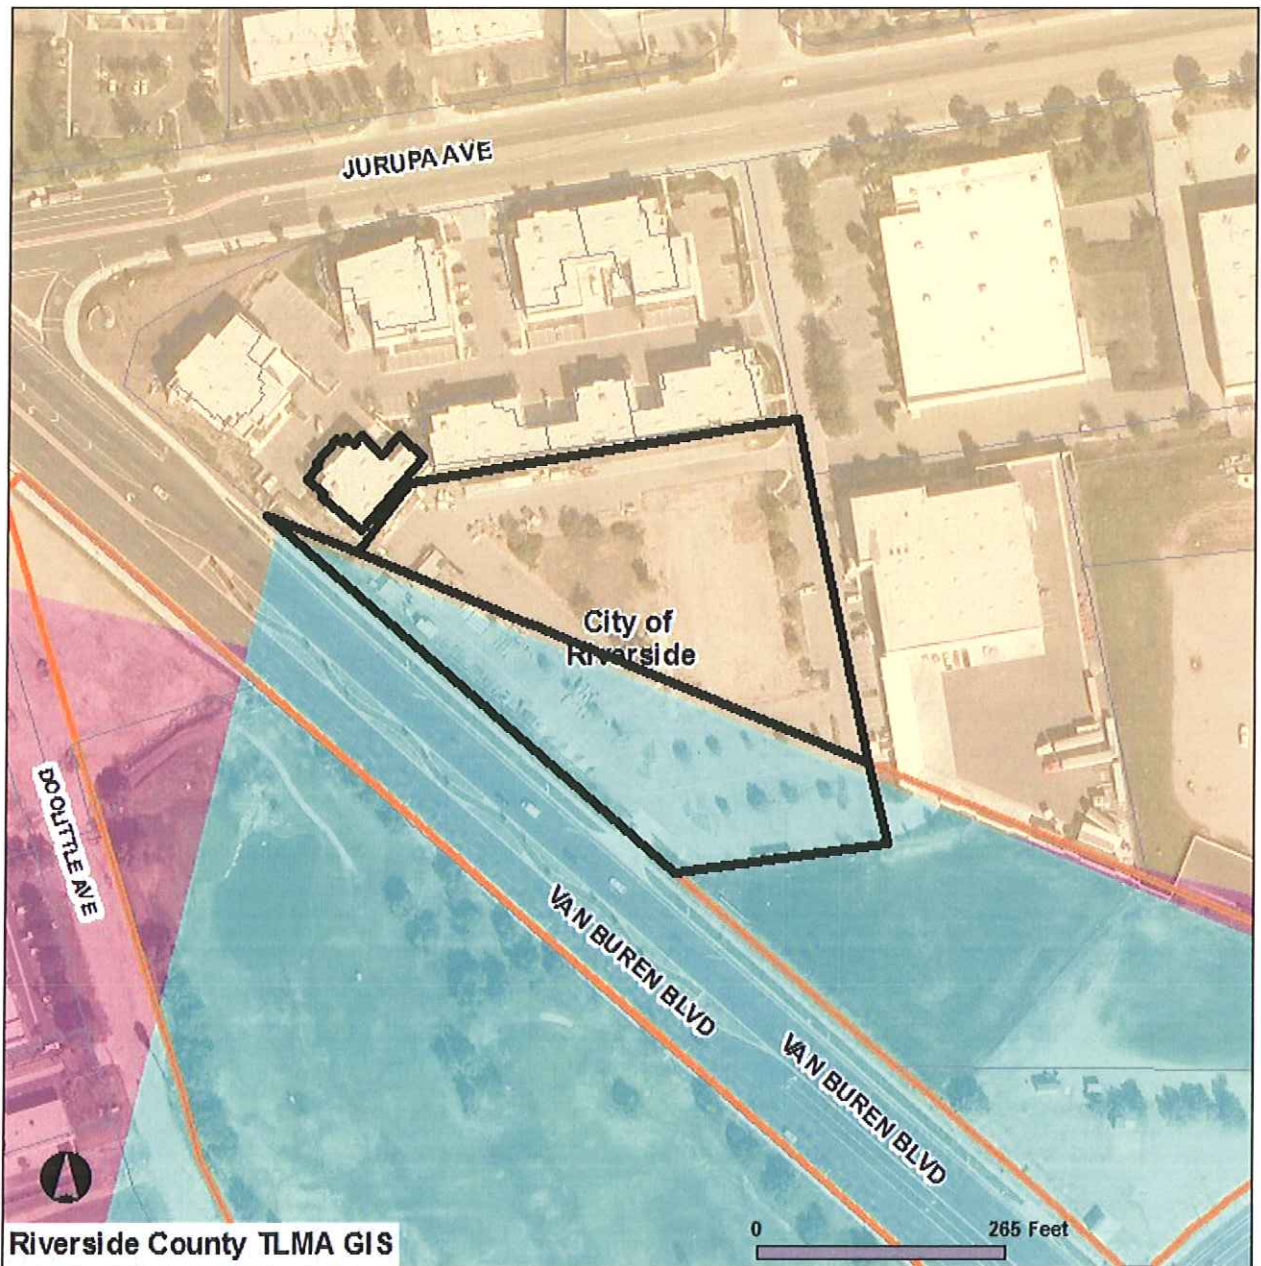 JURUPA AVE
City of
Riverside
DOOLITTLE AVE
VAN BUREN BLVD
VAN BUREN BLVD
0 265 Feet
Riverside County TLMA GIS